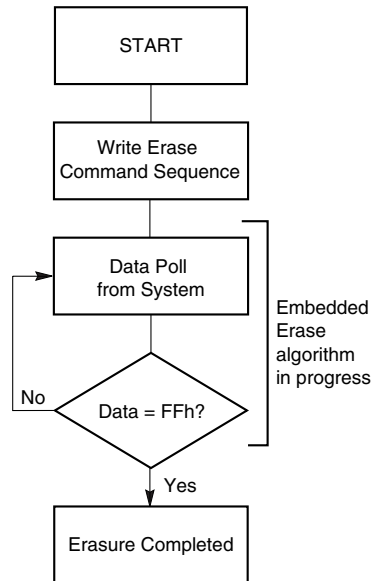 START
Write Erase
Command Sequence
Data Poll
from System
Embedded
Erase
algorithm
in progress
No
Data = FFh?
Yes
Erasure Completed